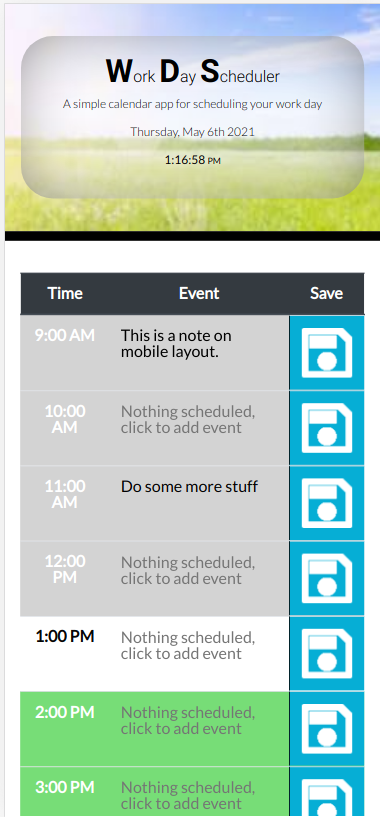 Work Day Scheduler
A simple calendar app for scheduling your work day
Thursday, May 6th 2021
1:16:58 PM
Time Event Save
9:00 AM This is a note on
mobile layout.
10:00 Nothing scheduled,
AM click to add event
11:00 Do some more stuff
AM
12:00 Nothing scheduled,
PM click to add event
1:00 PM Nothing scheduled,
click to add event
2:00 PM Nothing scheduled,
click to add event
3:00 PM Nothing scheduled,
click to add event